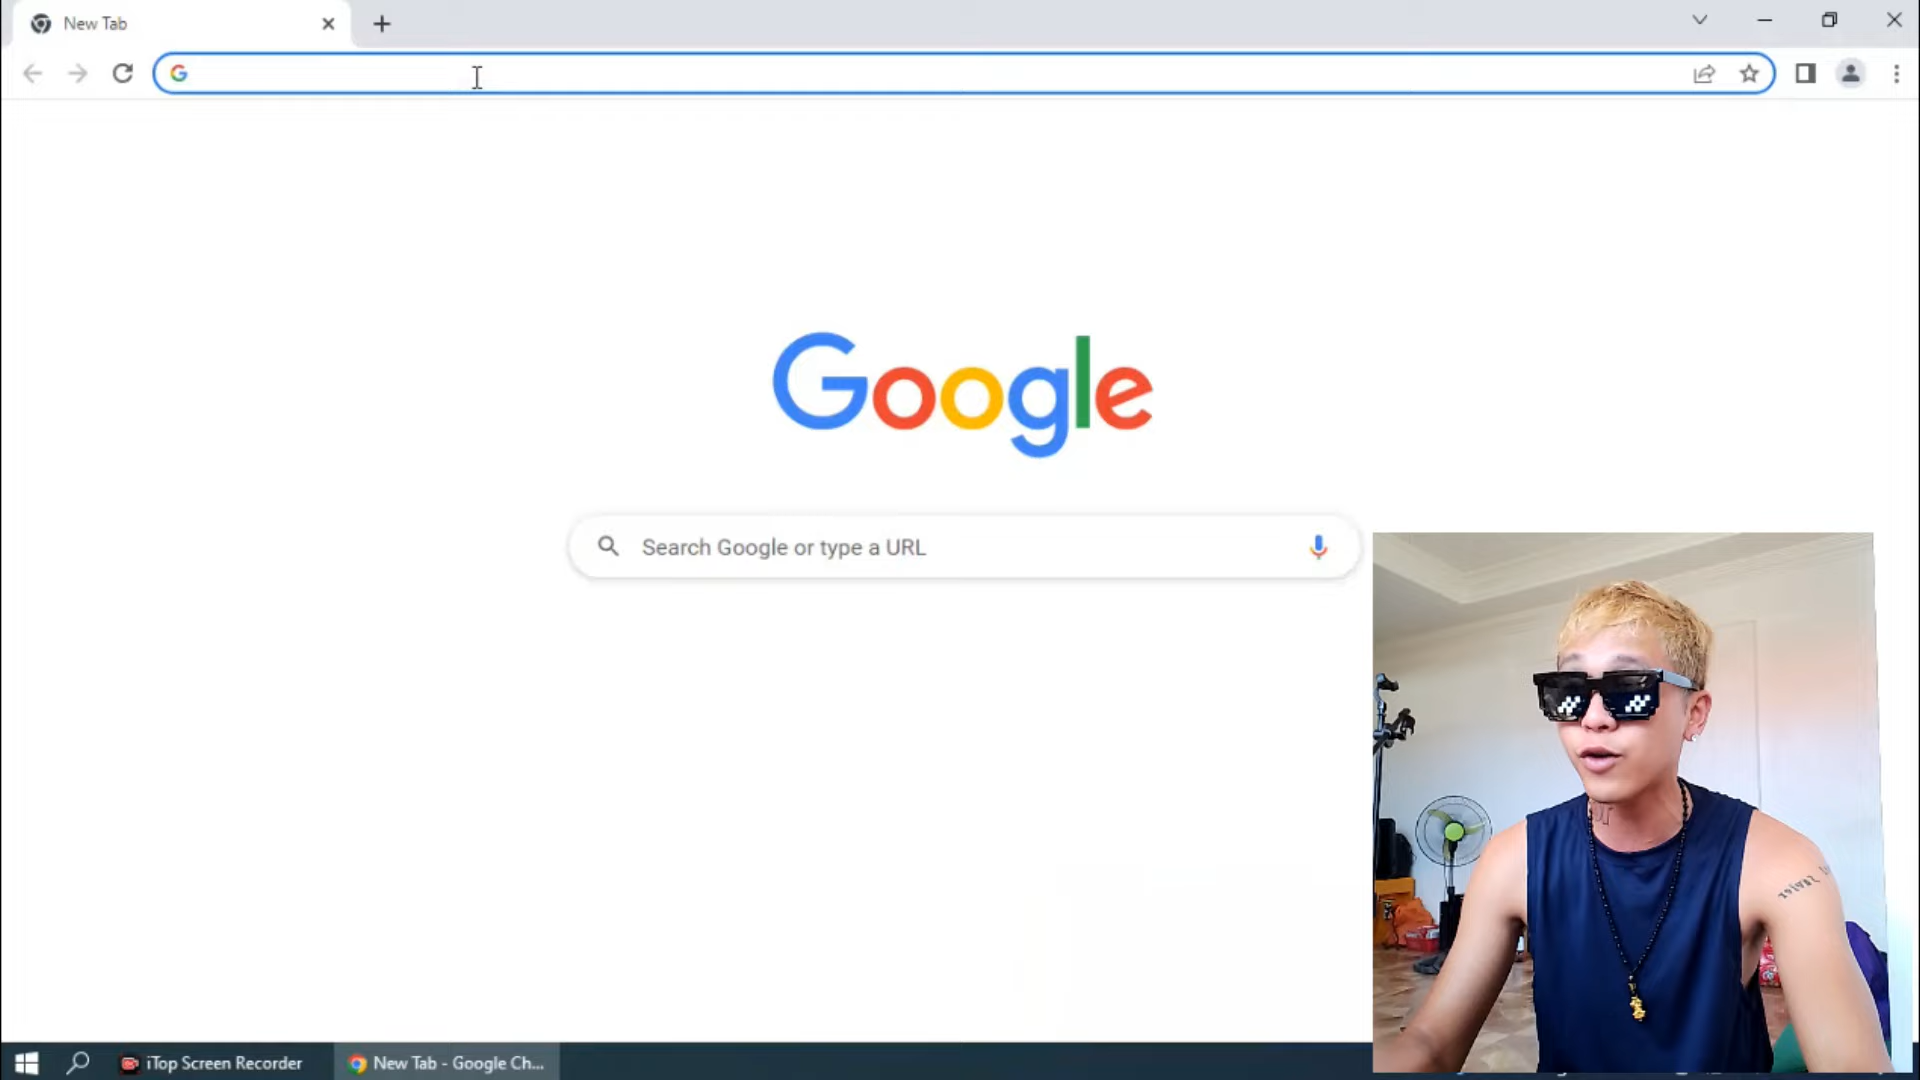 New Tab
Google
Search Google or type a URL
iTop Screen Recorder
New Tab - Google Ch...